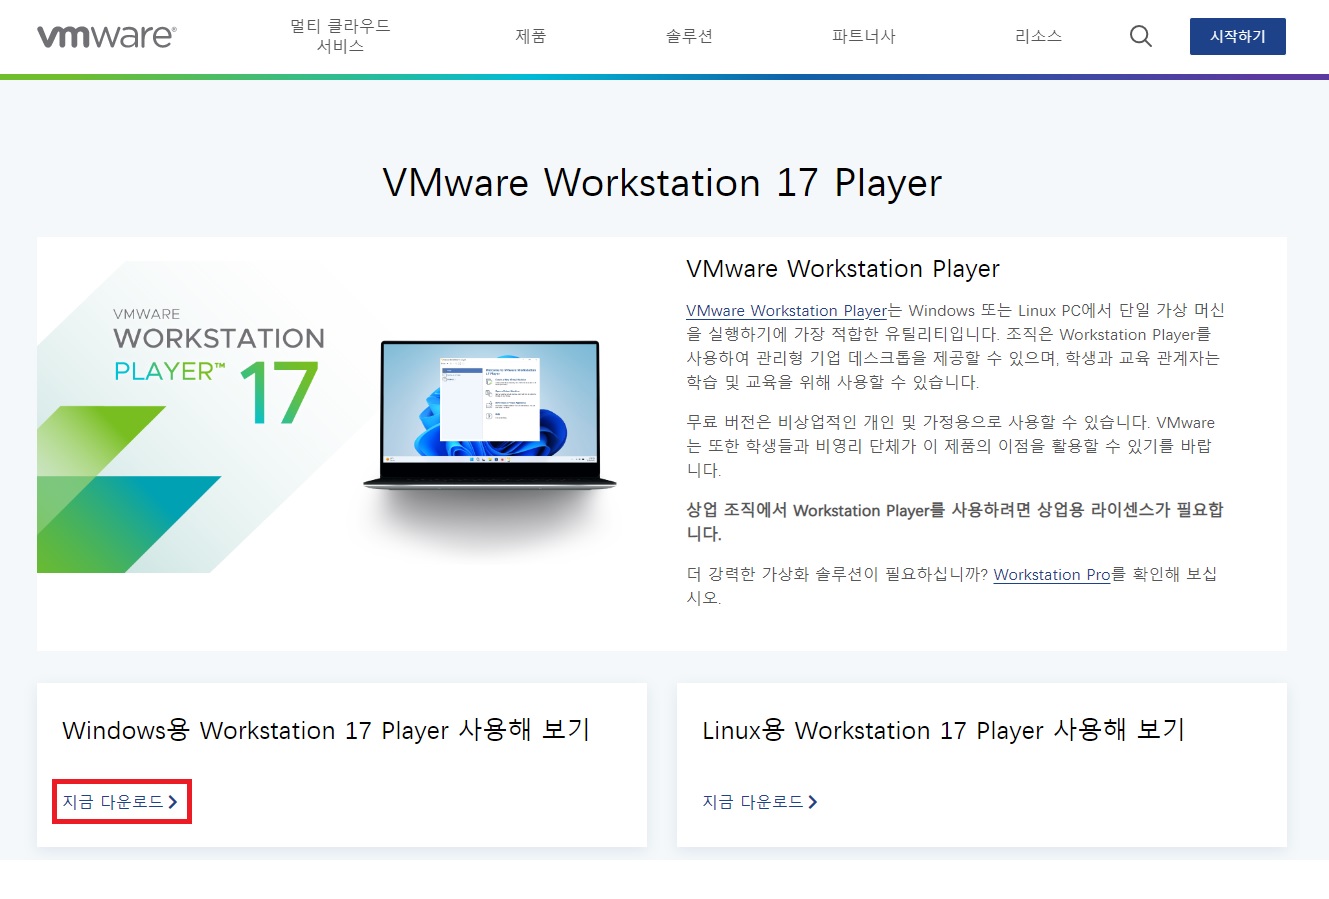 vmware®
멀티 클라우드
서비스
제품
솔루션
파트너사
리소스
시작하기
VMware Workstation 17 Player
VMWARE
WORKSTATION
PLAYER™ 17
VMware Workstation Player
VMware Workstation Player는 Windows 또는 Linux PC에서 단일 가상 머신
을 실행하기에 가장 적합한 유틸리티입니다. 조직은 Workstation Player를
사용하여 관리형 기업 데스크톱을 제공할 수 있으며, 학생과 교육 관계자는
학습 및 교육을 위해 사용할 수 있습니다.
무료 버전은 비상업적인 개인 및 가정용으로 사용할 수 있습니다. VMware
는 또한 학생들과 비영리 단체가 이 제품의 이점을 활용할 수 있기를 바랍
니다.
상업 조직에서 Workstation Player를 사용하려면 상업용 라이센스가 필요합
니다.
더 강력한 가상화 솔루션이 필요하십니까? Workstation Pro를 확인해 보십
시오.
Windows용 Workstation 17 Player 사용해 보기
지금 다운로드
Linux용 Workstation 17 Player 사용해 보기
지금 다운로드